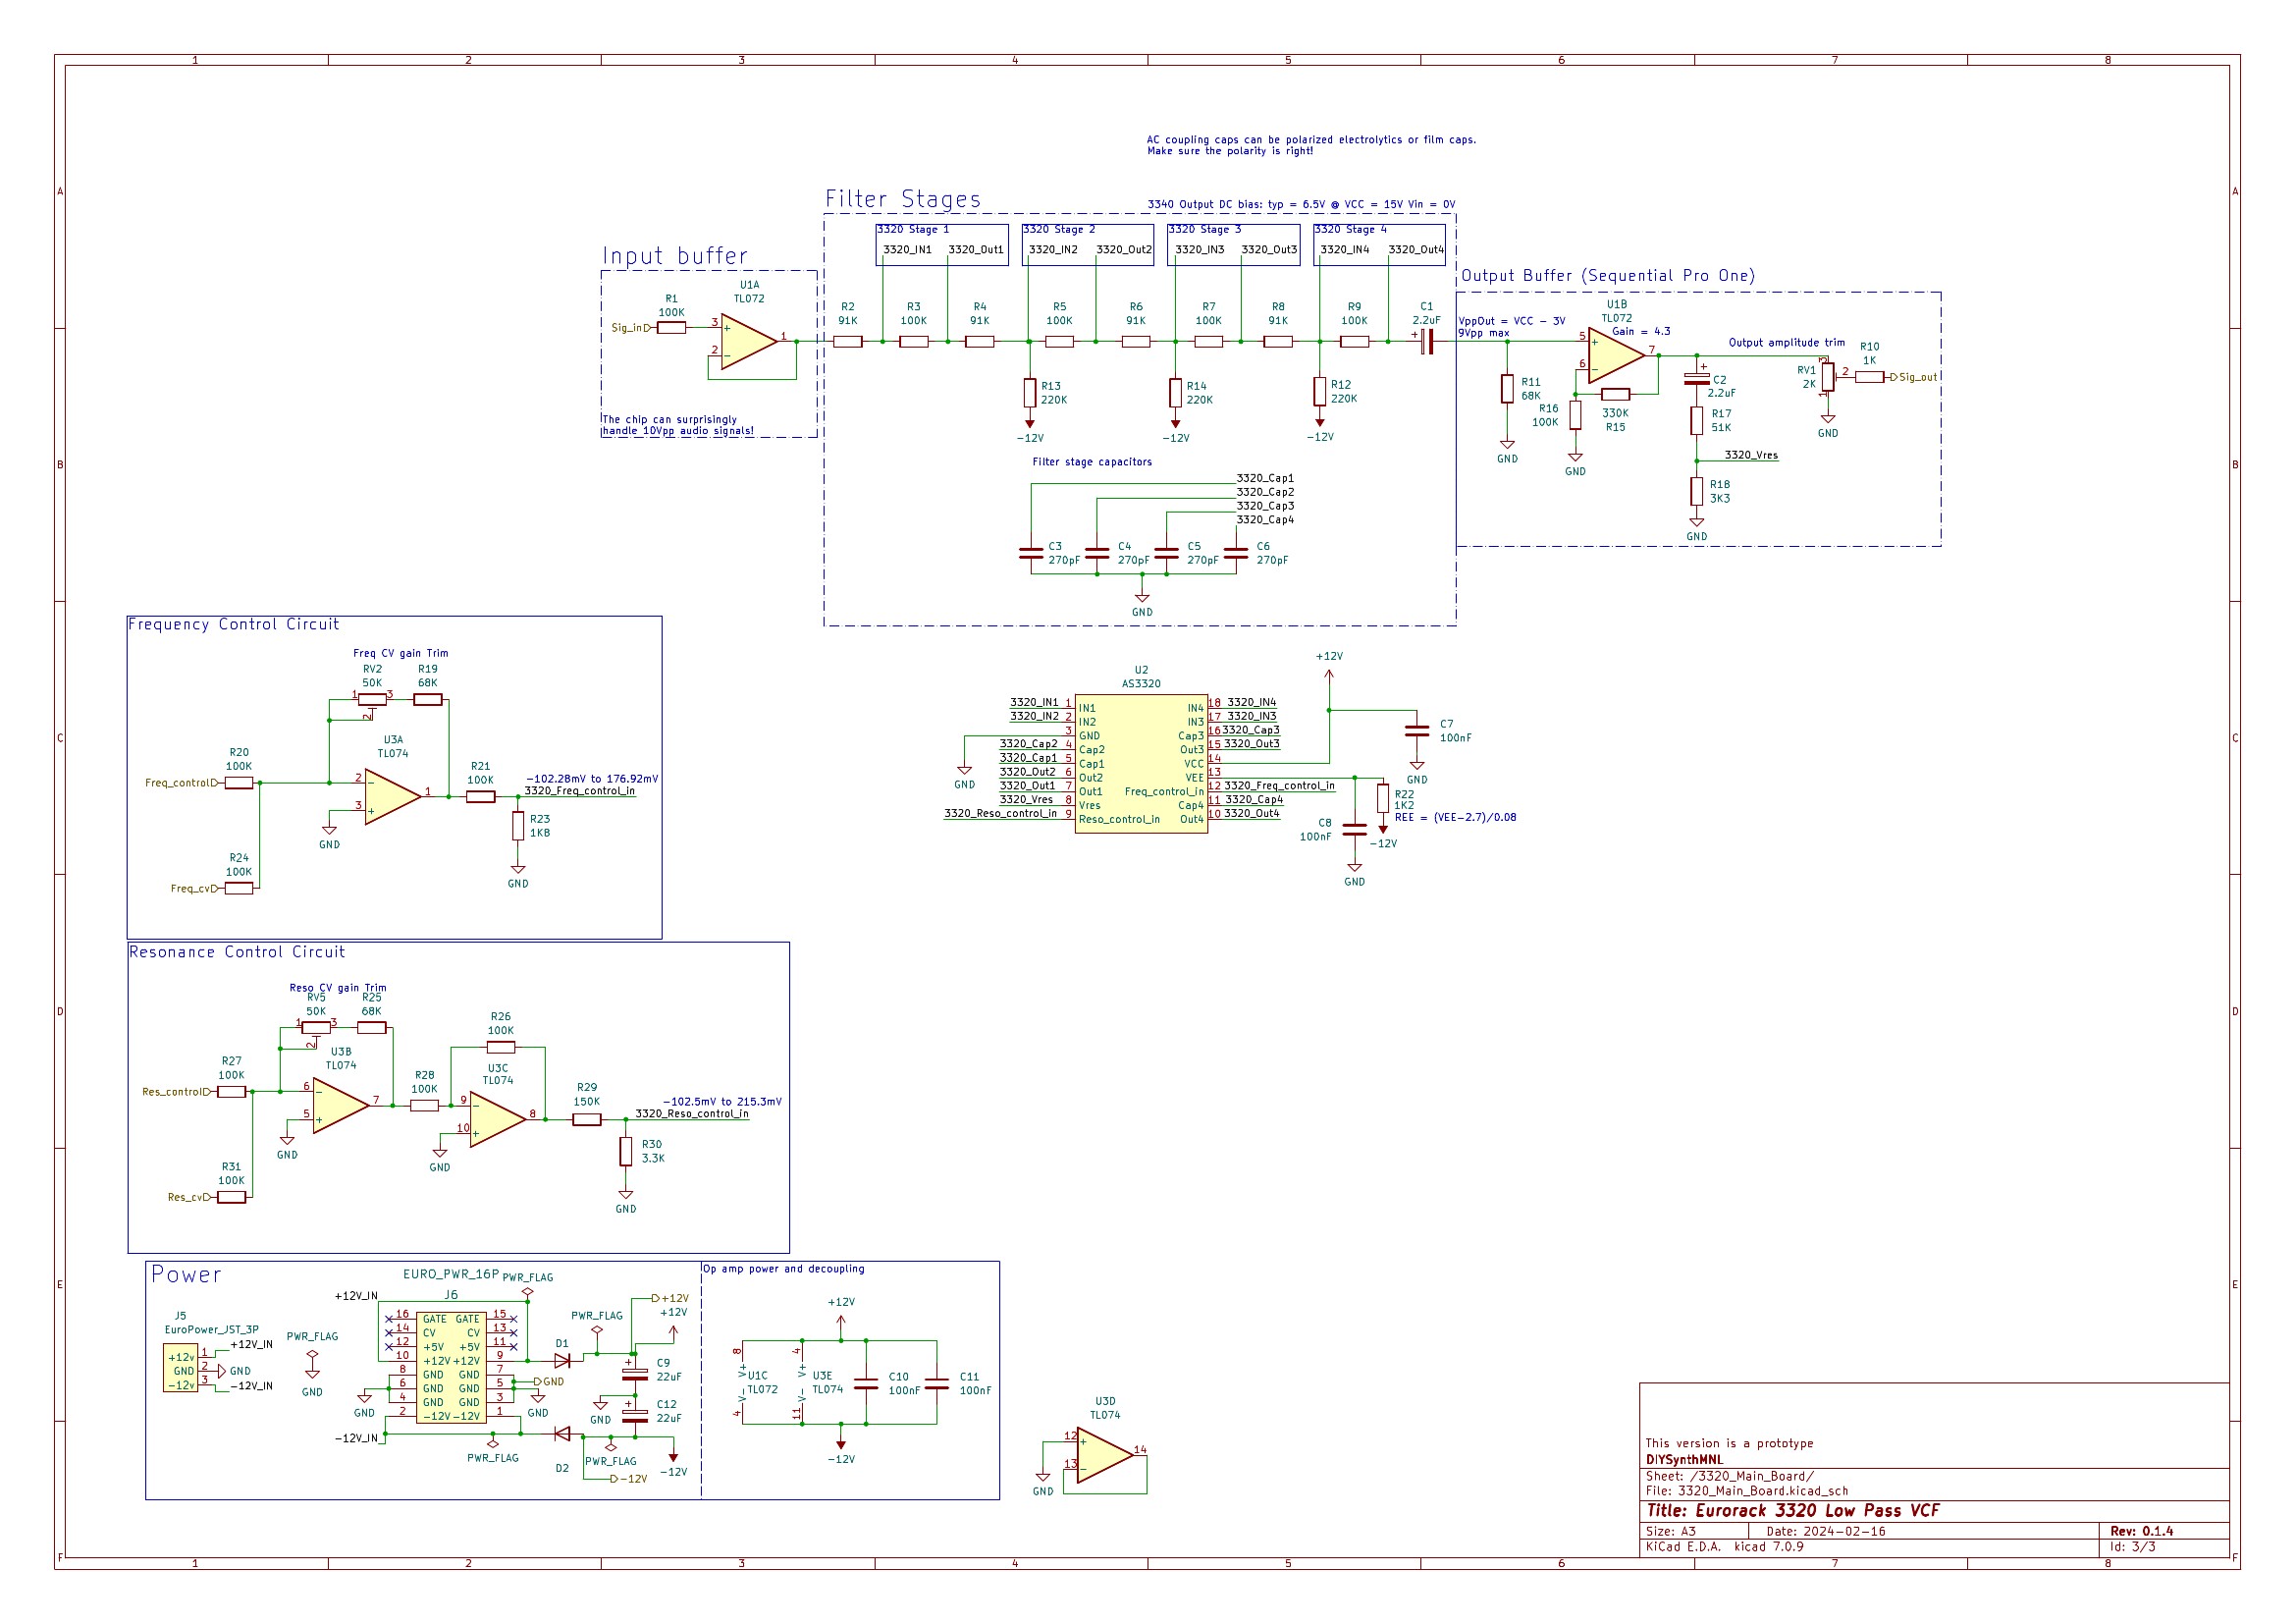 1 2 3 4 5 6 7 8
A A
B B
C C
D D
E E
F F
AC coupling caps can be polarized electrolytics or film caps.
Make sure the polarity is right!
Filter Stages
3340 Output DC bias: typ = 6.5V @ VCC = 15V Vin = 0V
3320 Stage 1
3320_IN1 3320_Out1
3320 Stage 2
3320_IN2 3320_Out2
3320 Stage 3
3320_IN3 3320_Out3
3320 Stage 4
3320_IN4 3320_Out4
Input buffer
U1A
TL072
R1
100K
Sig_in
3
+
2
−
1
The chip can surprisingly
handle 10Vpp audio signals!
R2
91K
R3
100K
R4
91K
R5
100K
R6
91K
R7
100K
R8
91K
R9
100K
C1
2.2uF
+
R13
220K
−12V
R14
220K
−12V
R12
220K
−12V
Filter stage capacitors
3320_Cap1
3320_Cap2
3320_Cap3
3320_Cap4
C3
270pF
C4
270pF
C5
270pF
C6
270pF
GND
Output Buffer (Sequential Pro One)
VppOut = VCC − 3V
9Vpp max
U1B
TL072
Gain = 4.3
5
+
6
−
7
Output amplitude trim
R11
68K
GND
R16
100K
GND
330K
R15
+
C2
2.2uF
R17
51K
3320_Vres
R18
3K3
GND
RV1
2K
3
2
1
GND
R10
1K
Sig_out
Frequency Control Circuit
Freq CV gain Trim
RV2
50K
1
3
2
R19
68K
U3A
TL074
R20
100K
Freq_control
2
−
3
+
1
R21
100K
−102.28mV to 176.92mV
3320_Freq_control_in
R23
1K8
GND
GND
R24
100K
Freq_cv
U2
AS3320
3320_IN1 1 IN1
3320_IN2 2 IN2
3 GND
3320_Cap2 4 Cap2
3320_Cap1 5 Cap1
3320_Out2 6 Out2
3320_Out1 7 Out1
3320_Vres 8 Vres
3320_Reso_control_in 9 Reso_control_in
IN4 18 3320_IN4
IN3 17 3320_IN3
Cap3 16 3320_Cap3
Out3 15 3320_Out3
VCC 14
VEE 13
Freq_control_in 12 3320_Freq_control_in
Cap4 11 3320_Cap4
Out4 10 3320_Out4
GND
+12V
C7
100nF
GND
R22
1K2
REE = (VEE−2.7)/0.08
−12V
C8
100nF
GND
Resonance Control Circuit
Reso CV gain Trim
RV5
50K
1
3
2
R25
68K
U3B
TL074
R27
100K
Res_control
6
−
5
+
7
GND
R28
100K
R26
100K
U3C
TL074
9
−
10
+
8
GND
R29
150K
−102.5mV to 215.3mV
3320_Reso_control_in
R30
3.3K
GND
R31
100K
Res_cv
Power
J5
EuroPower_JST_3P
+12v 1 +12V_IN
GND 2 GND
−12v 3 −12V_IN
PWR_FLAG
GND
EURO_PWR_16P
J6
PWR_FLAG
+12V_IN
16 GATE GATE 15
14 CV CV 13
12 +5V +5V 11
10 +12V +12V 9
8 GND GND 7
6 GND GND 5
4 GND GND 3
2 −12V −12V 1
GND
GND
GND
−12V_IN
PWR_FLAG
D1
PWR_FLAG
+12V
+12V
+
C9
22uF
GND
+
C12
22uF
D2
PWR_FLAG
−12V
−12V
Op amp power and decoupling
+12V
8
V+
U1C
TL072
V−
4
4
V+
U3E
TL074
V−
11
C10
100nF
C11
100nF
−12V
U3D
TL074
12
+
13
−
14
GND
This version is a prototype
DIYSynthMNL
Sheet: /3320_Main_Board/
File: 3320_Main_Board.kicad_sch
Title: Eurorack 3320 Low Pass VCF
Size: A3 Date: 2024-02-16 Rev: 0.1.4
KiCad E.D.A. kicad 7.0.9 Id: 3/3
1 2 3 4 5 6 7 8